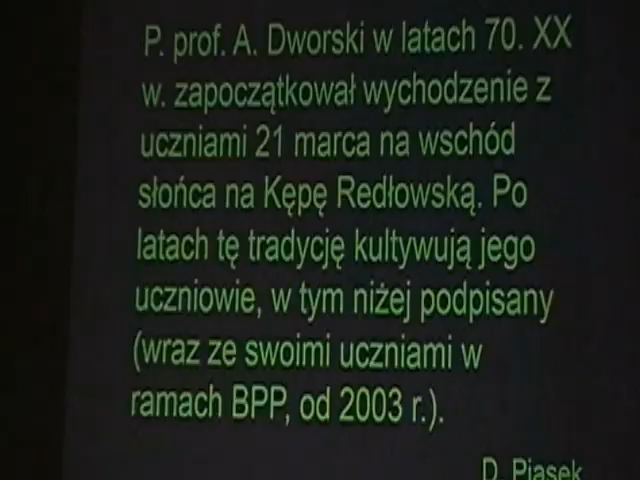 P. prof. A. Dworski w latach 70. XX
w. zapoczątkował wychodzenie z
uczniami 21 marca na wschód
słońca na Kępę Redłowską. Po
latach tę tradycję kultywują jego
uczniowie, w tym niżej podpisany
(wraz ze swoimi uczniami w
ramach BPP, od 2003 r.).
D. Piasek